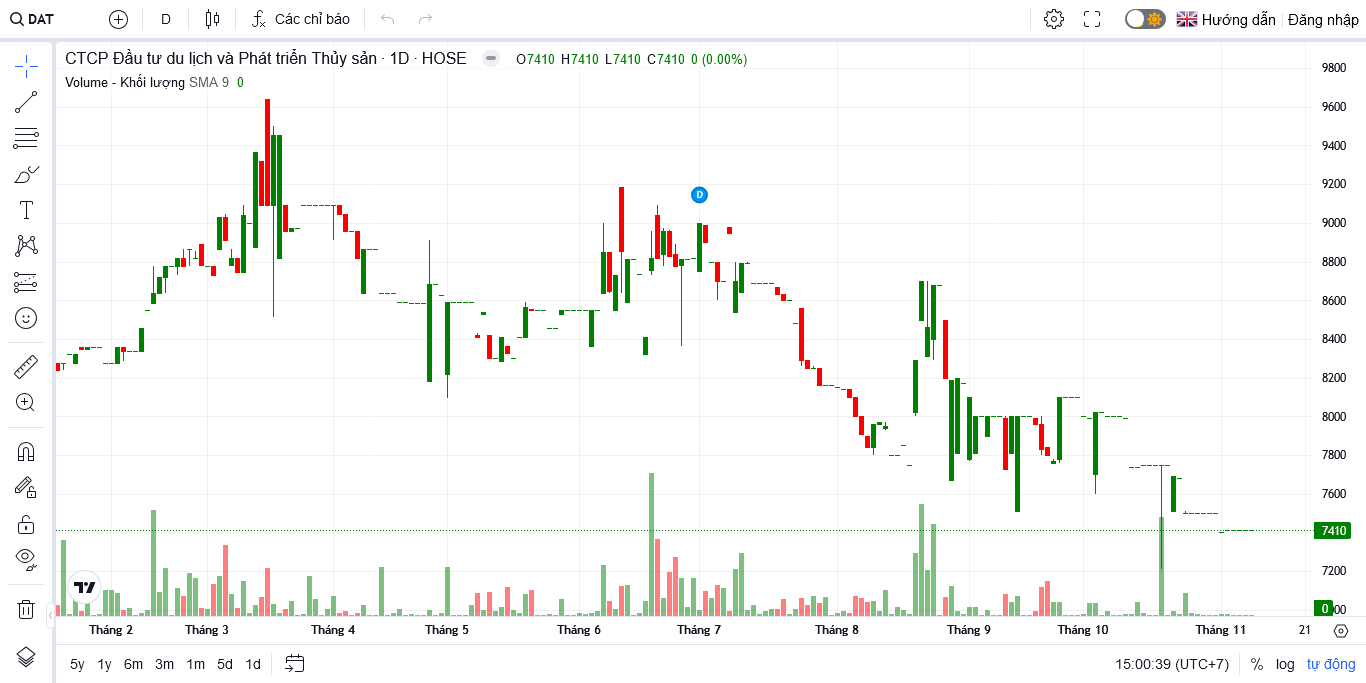 DAT
D
Các chỉ báo
Hướng dẫn
Đăng nhập
CTCP Đầu tư du lịch và Phát triển Thủy sản · 1D · HOSE
O7410 H7410 L7410 C7410 0 (0.00%)
Volume - Khối lượng SMA 9 0
9800
9600
9400
9200
9000
8800
8600
8400
8200
8000
7800
7600
7410
7200
0
D
Tháng 2
Tháng 3
Tháng 4
Tháng 5
Tháng 6
Tháng 7
Tháng 8
Tháng 9
Tháng 10
Tháng 11
21
5y 1y 6m 3m 1m 5d 1d
15:00:39 (UTC+7)
% log tự động